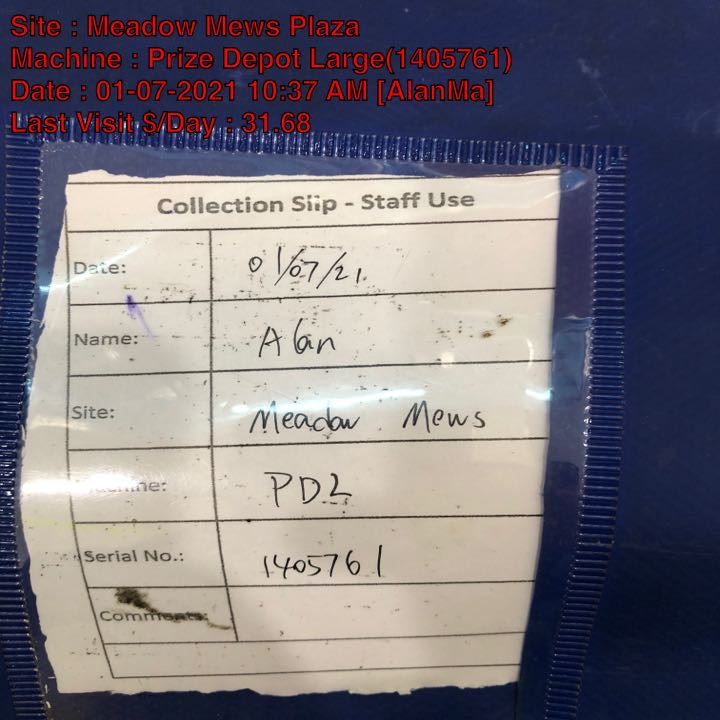 Site : Meadow Mews Plaza
Machine : Prize Depot Large(1405761)
Date : 01-07-2021 10:37 AM [AlanMa]
Last Visit $/Day : 31.68
Collection Slip - Staff Use
Date: 01/07/21.
Name: Alan
Site: Meadow Mews
Machine: PDL
Serial No.: 1405761
Comments: